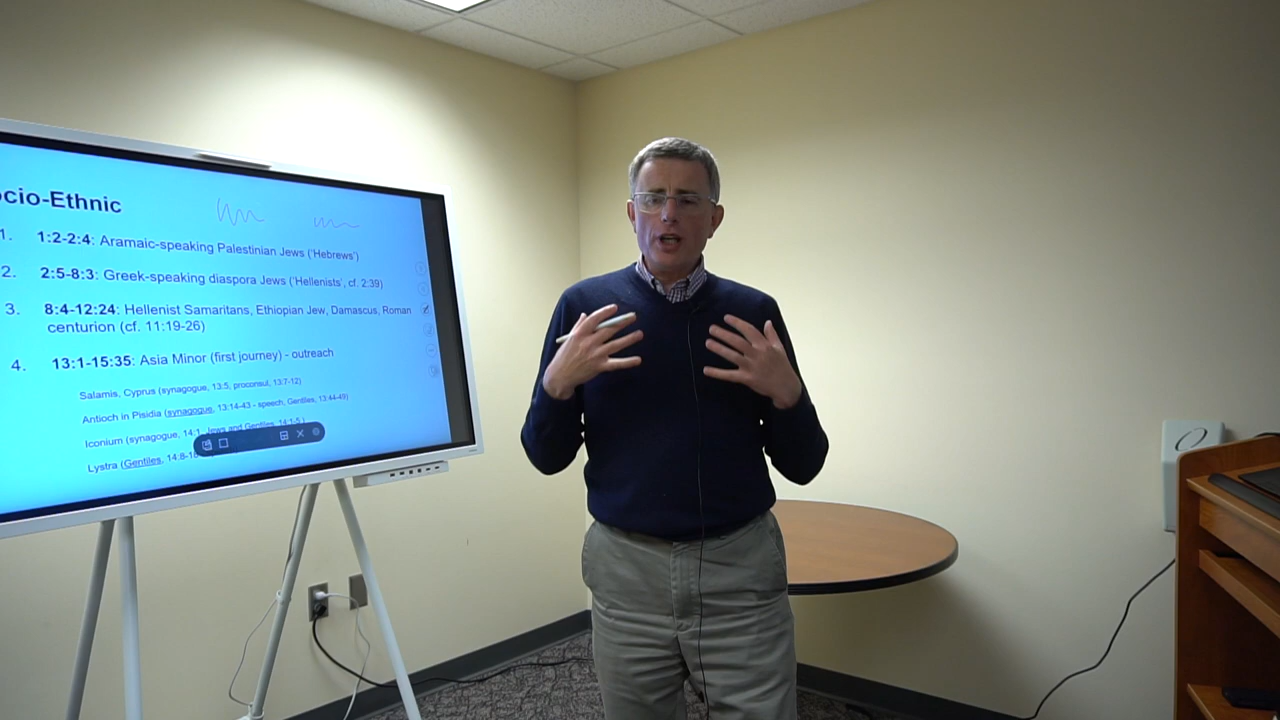 cio-Ethnic
1. 1:2-2:4: Aramaic-speaking Palestinian Jews ('Hebrews')
2. 2:5-8:3: Greek-speaking diaspora Jews ('Hellenists', cf. 2:39)
3. 8:4-12:24: Hellenist Samaritans, Ethiopian Jew, Damascus, Roman
centurion (cf. 11:19-26)
4. 13:1-15:35: Asia Minor (first journey) - outreach
Salamis, Cyprus (synagogue, 13:5, proconsul, 13:7-12)
Antioch in Pisidia (synagogue, 13:14-43 - speech, Gentiles, 13:44-49)
Iconium (synagogue, 14:1, Jews and Gentiles, 14:1-5)
Lystra (Gentiles, 14:8-